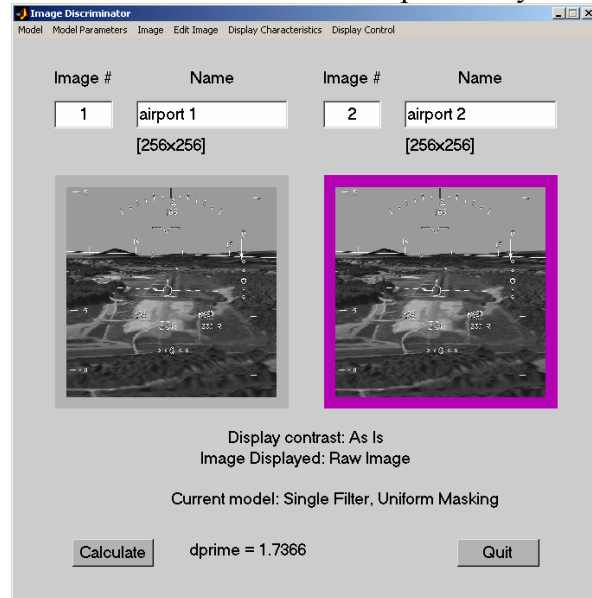 Image Discriminator
Model Model Parameters Image Edit Image Display Characteristics Display Control
Image # Name Image # Name
1 airport 1 2 airport 2
[256x256] [256x256]
Display contrast: As Is
Image Displayed: Raw Image
Current model: Single Filter, Uniform Masking
Calculate dprime = 1.7366 Quit